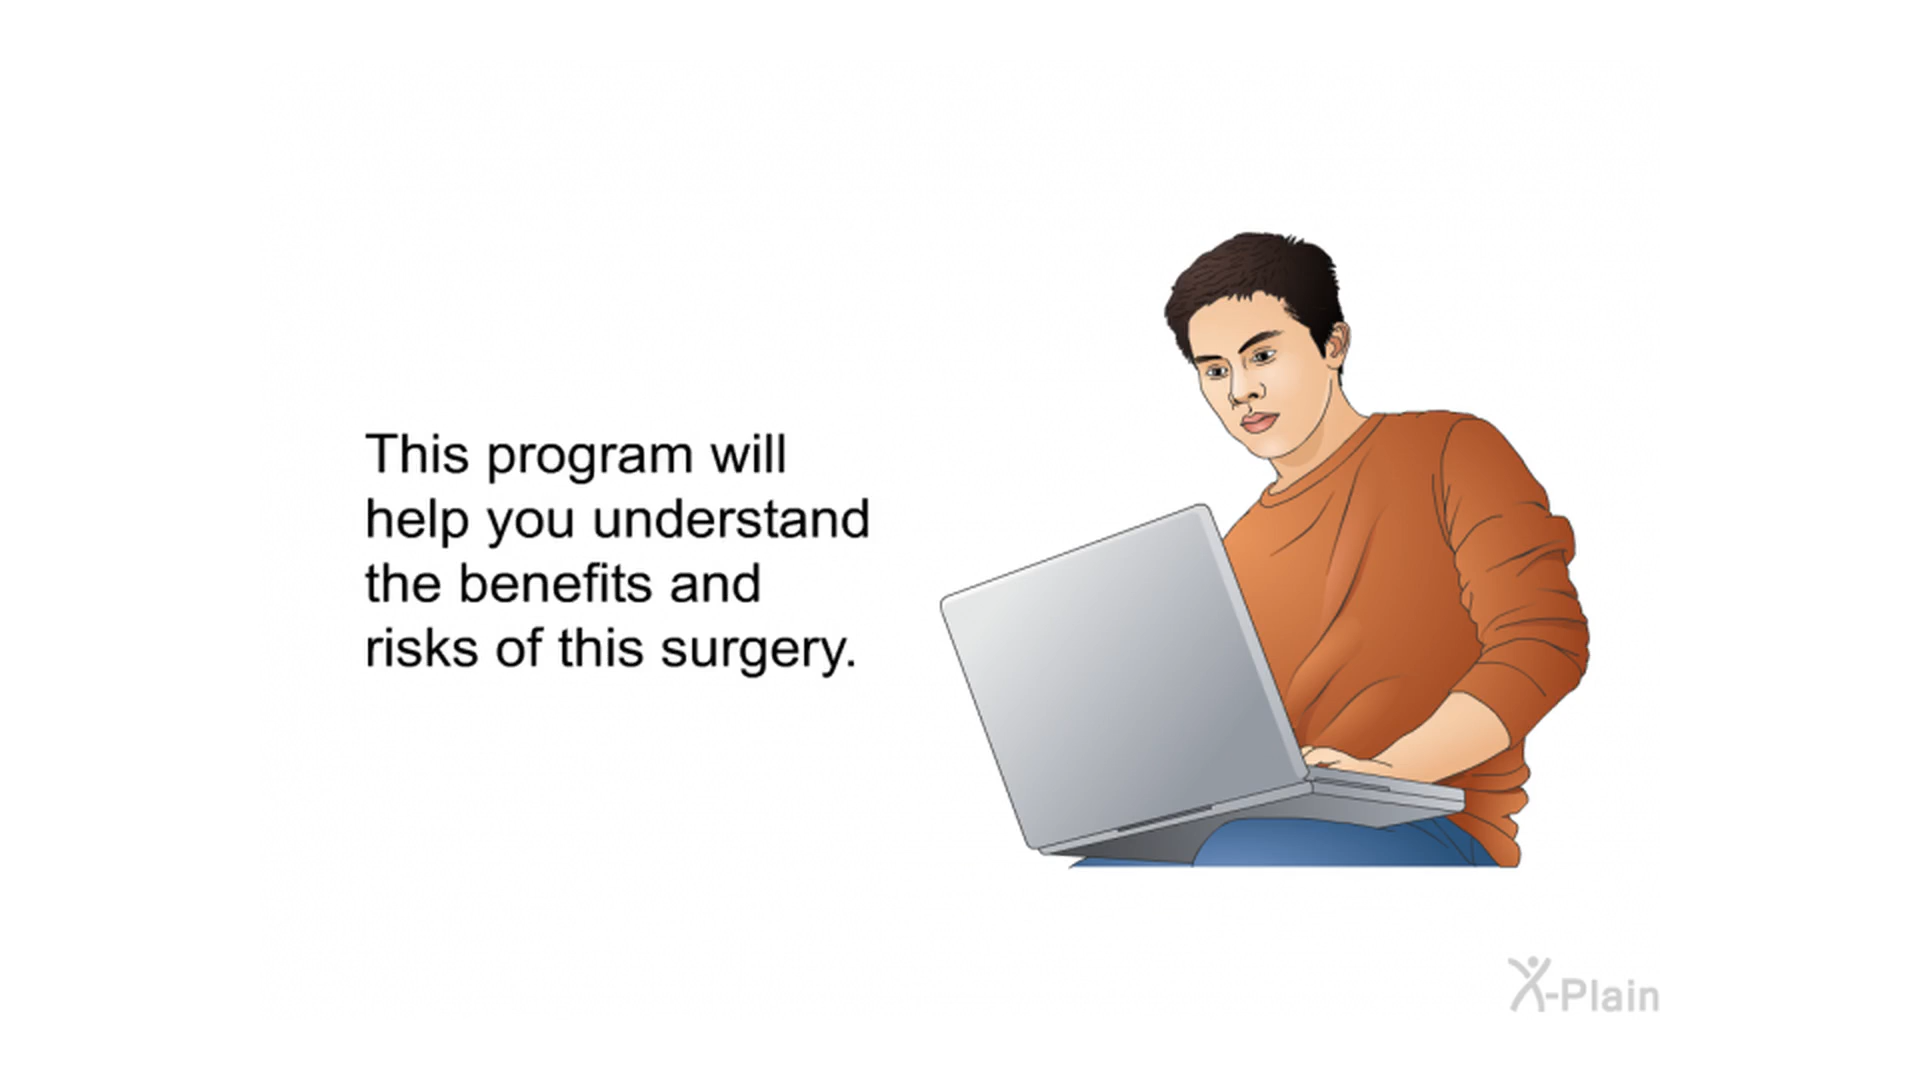 This program will
help you understand
the benefits and
risks of this surgery.
X-Plain